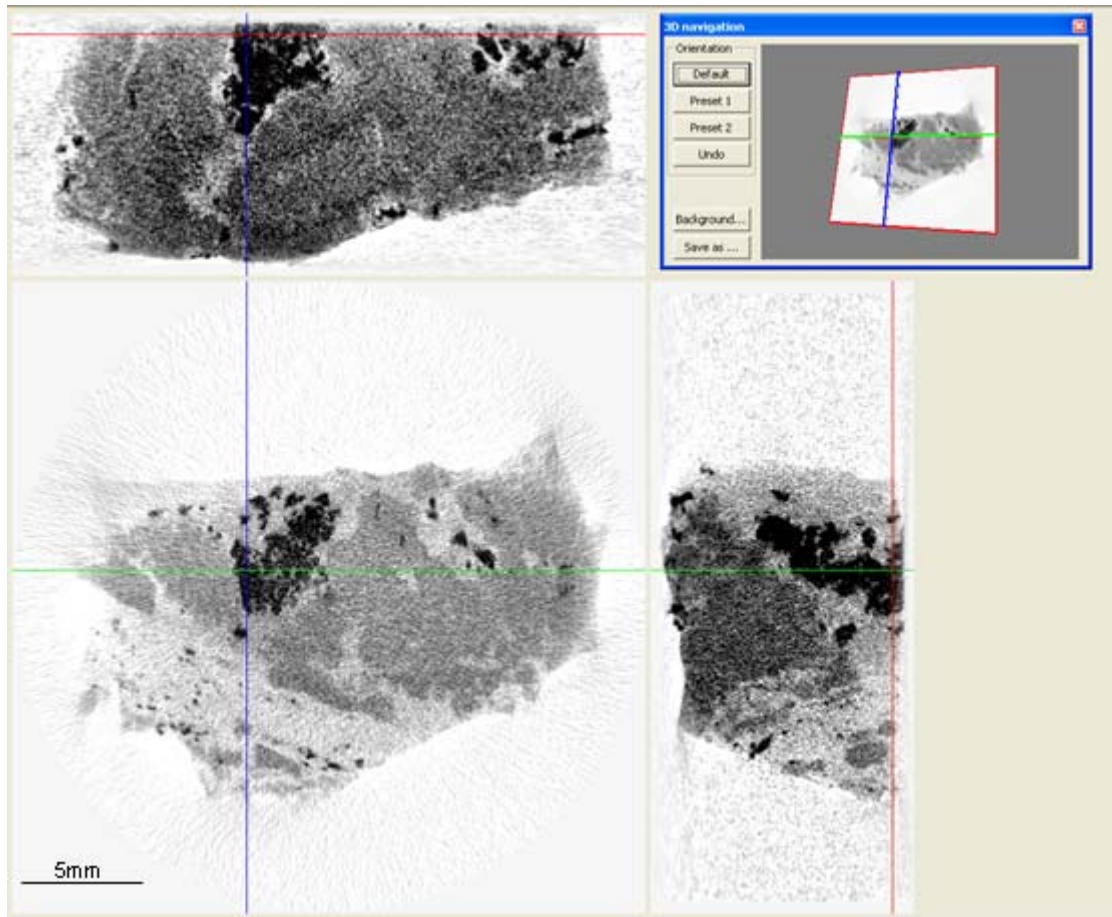 3D navigation
Orientation
Default
Preset 1
Preset 2
Undo
Background...
Save as ...
5mm